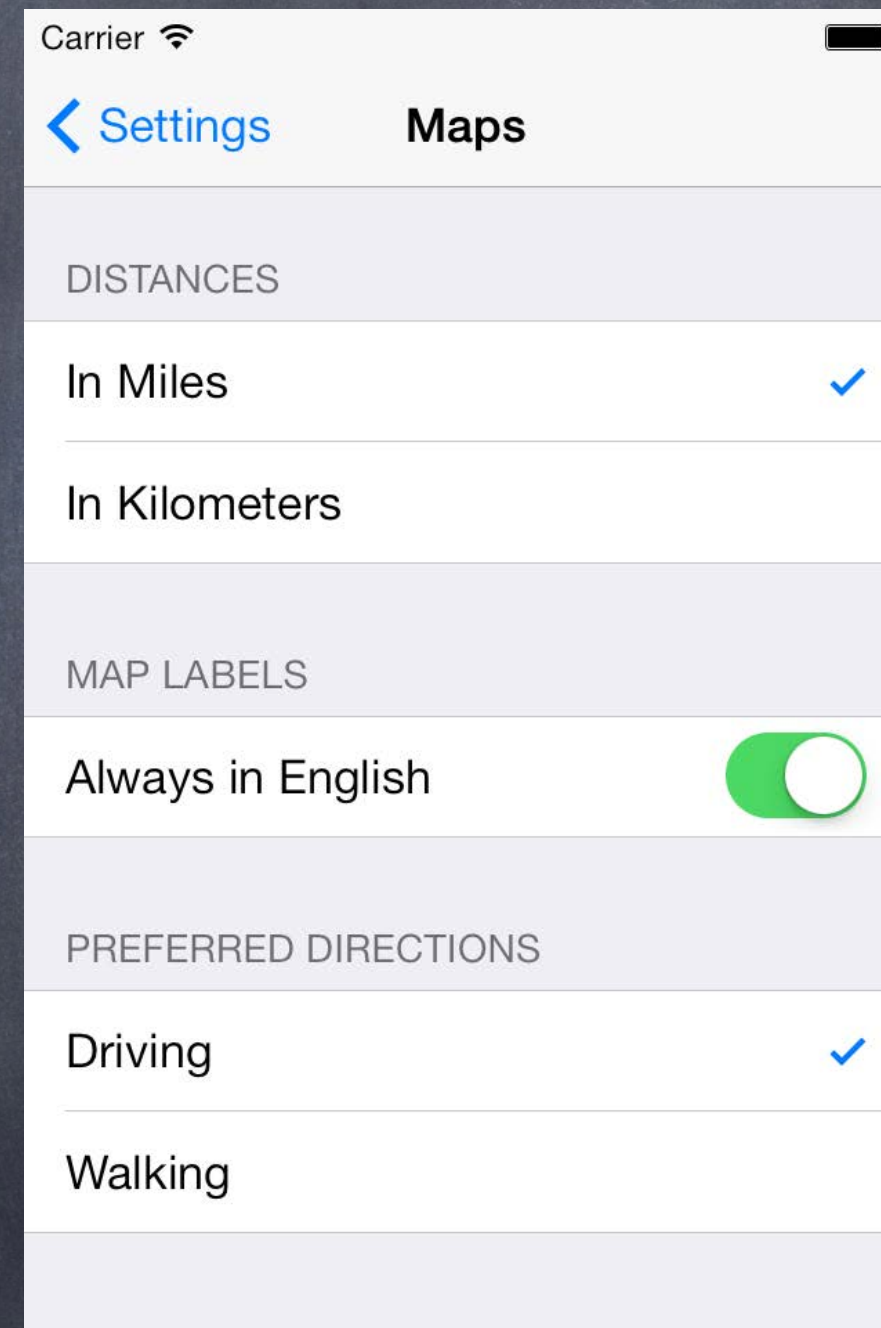 Carrier
Settings Maps
DISTANCES
In Miles
In Kilometers
MAP LABELS
Always in English
PREFERRED DIRECTIONS
Driving
Walking